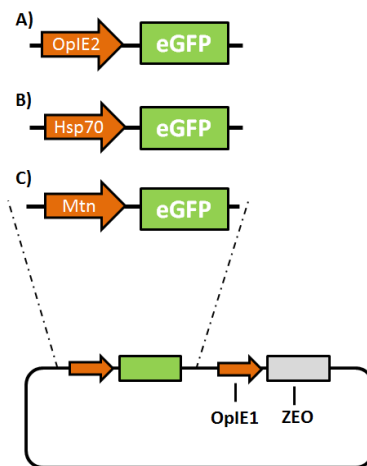 A)
OpIE2 eGFP
B)
Hsp70 eGFP
C)
Mtn eGFP
OpIE1 ZEO